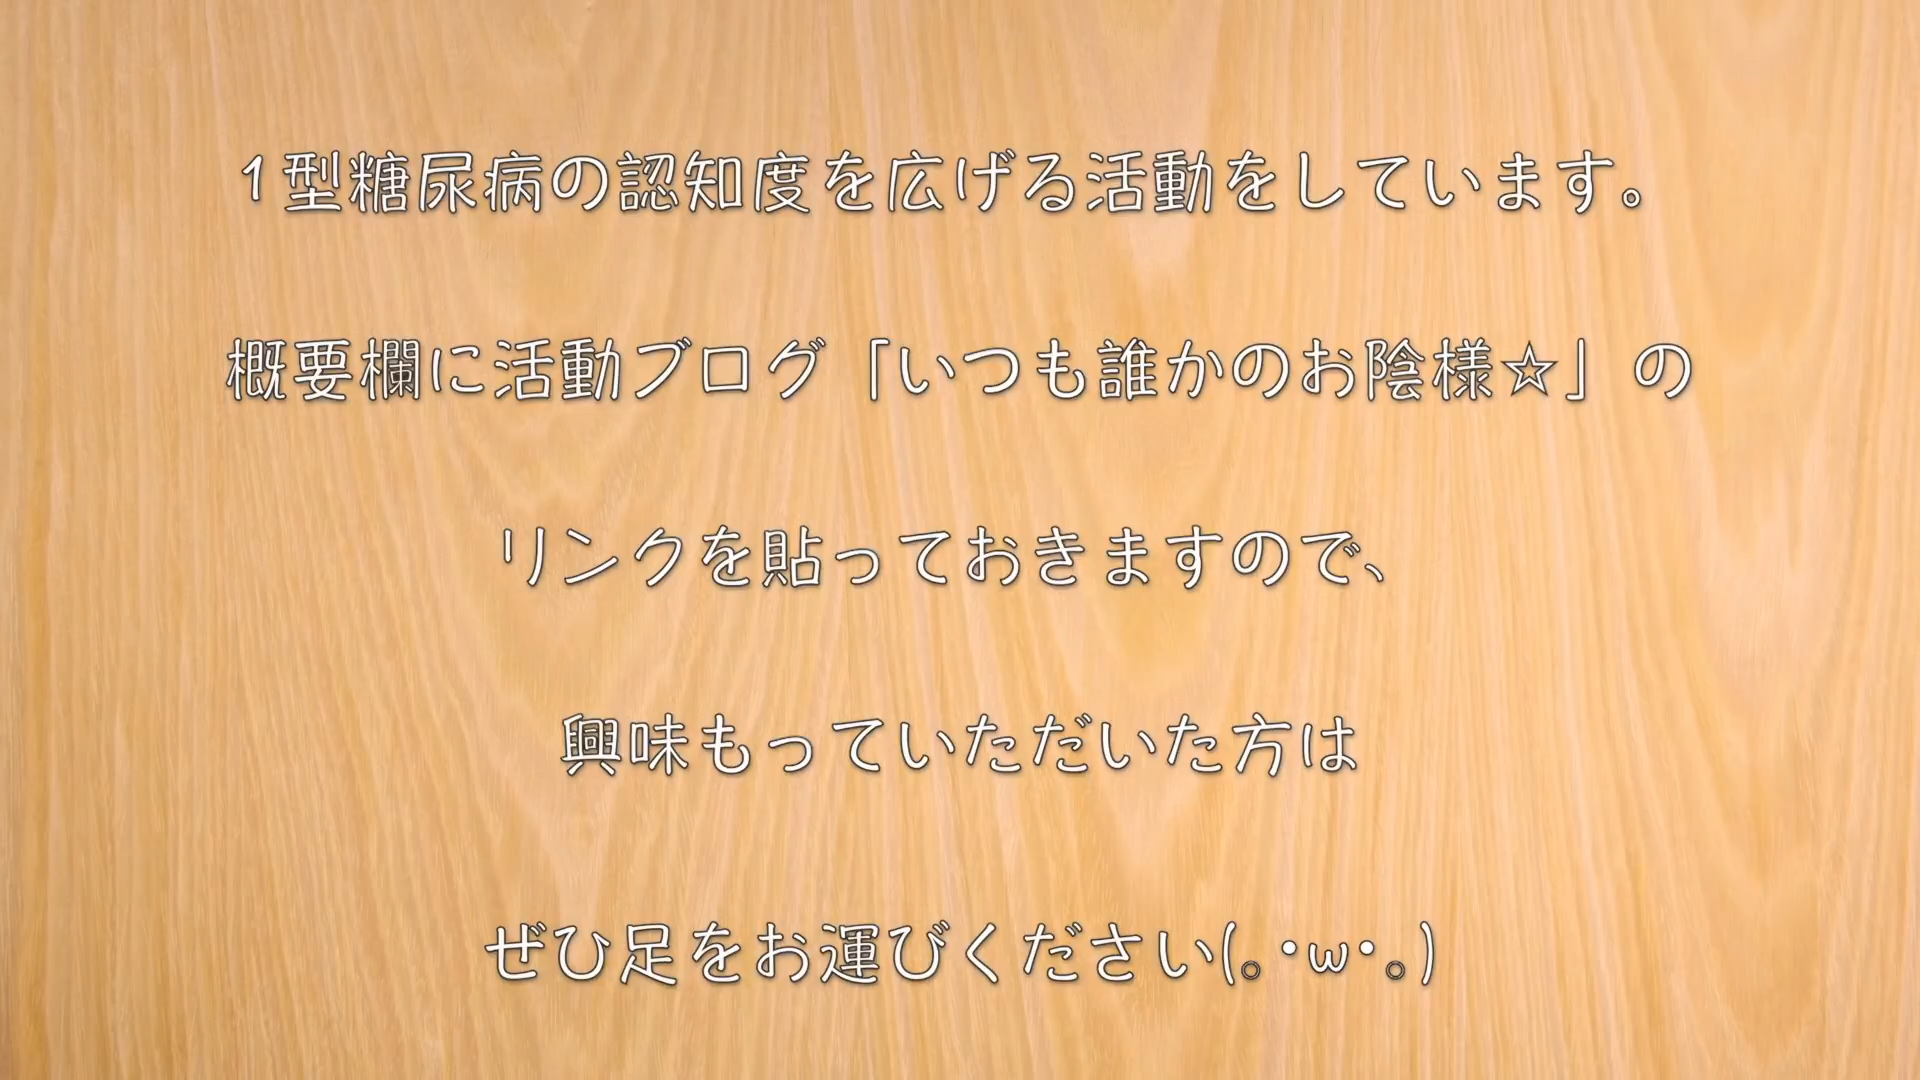 1型糖尿病の認知度を広げる活動をしています。
概要欄に活動ブログ「いつも誰かのお陰様☆」の
リンクを貼っておきますので、
興味もっていただいた方は
ぜひ足をお運びください(｡･ω･｡)